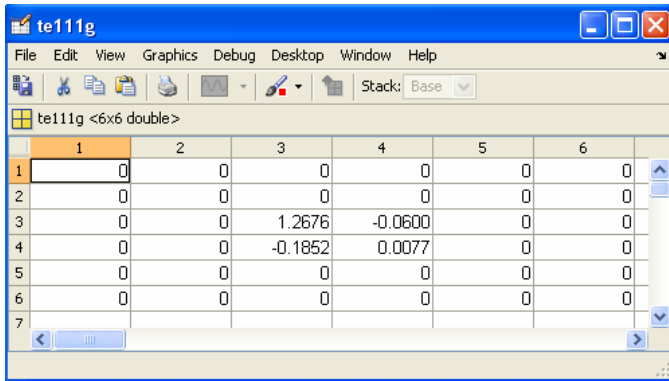 te111g
File Edit View Graphics Debug Desktop Window Help
Stack: Base
te111g <6x6 double>
1 2 3 4 5 6
1 0 0 0 0 0 0
2 0 0 0 0 0 0
3 0 0 1.2676 -0.0600 0 0
4 0 0 -0.1852 0.0077 0 0
5 0 0 0 0 0 0
6 0 0 0 0 0 0
7